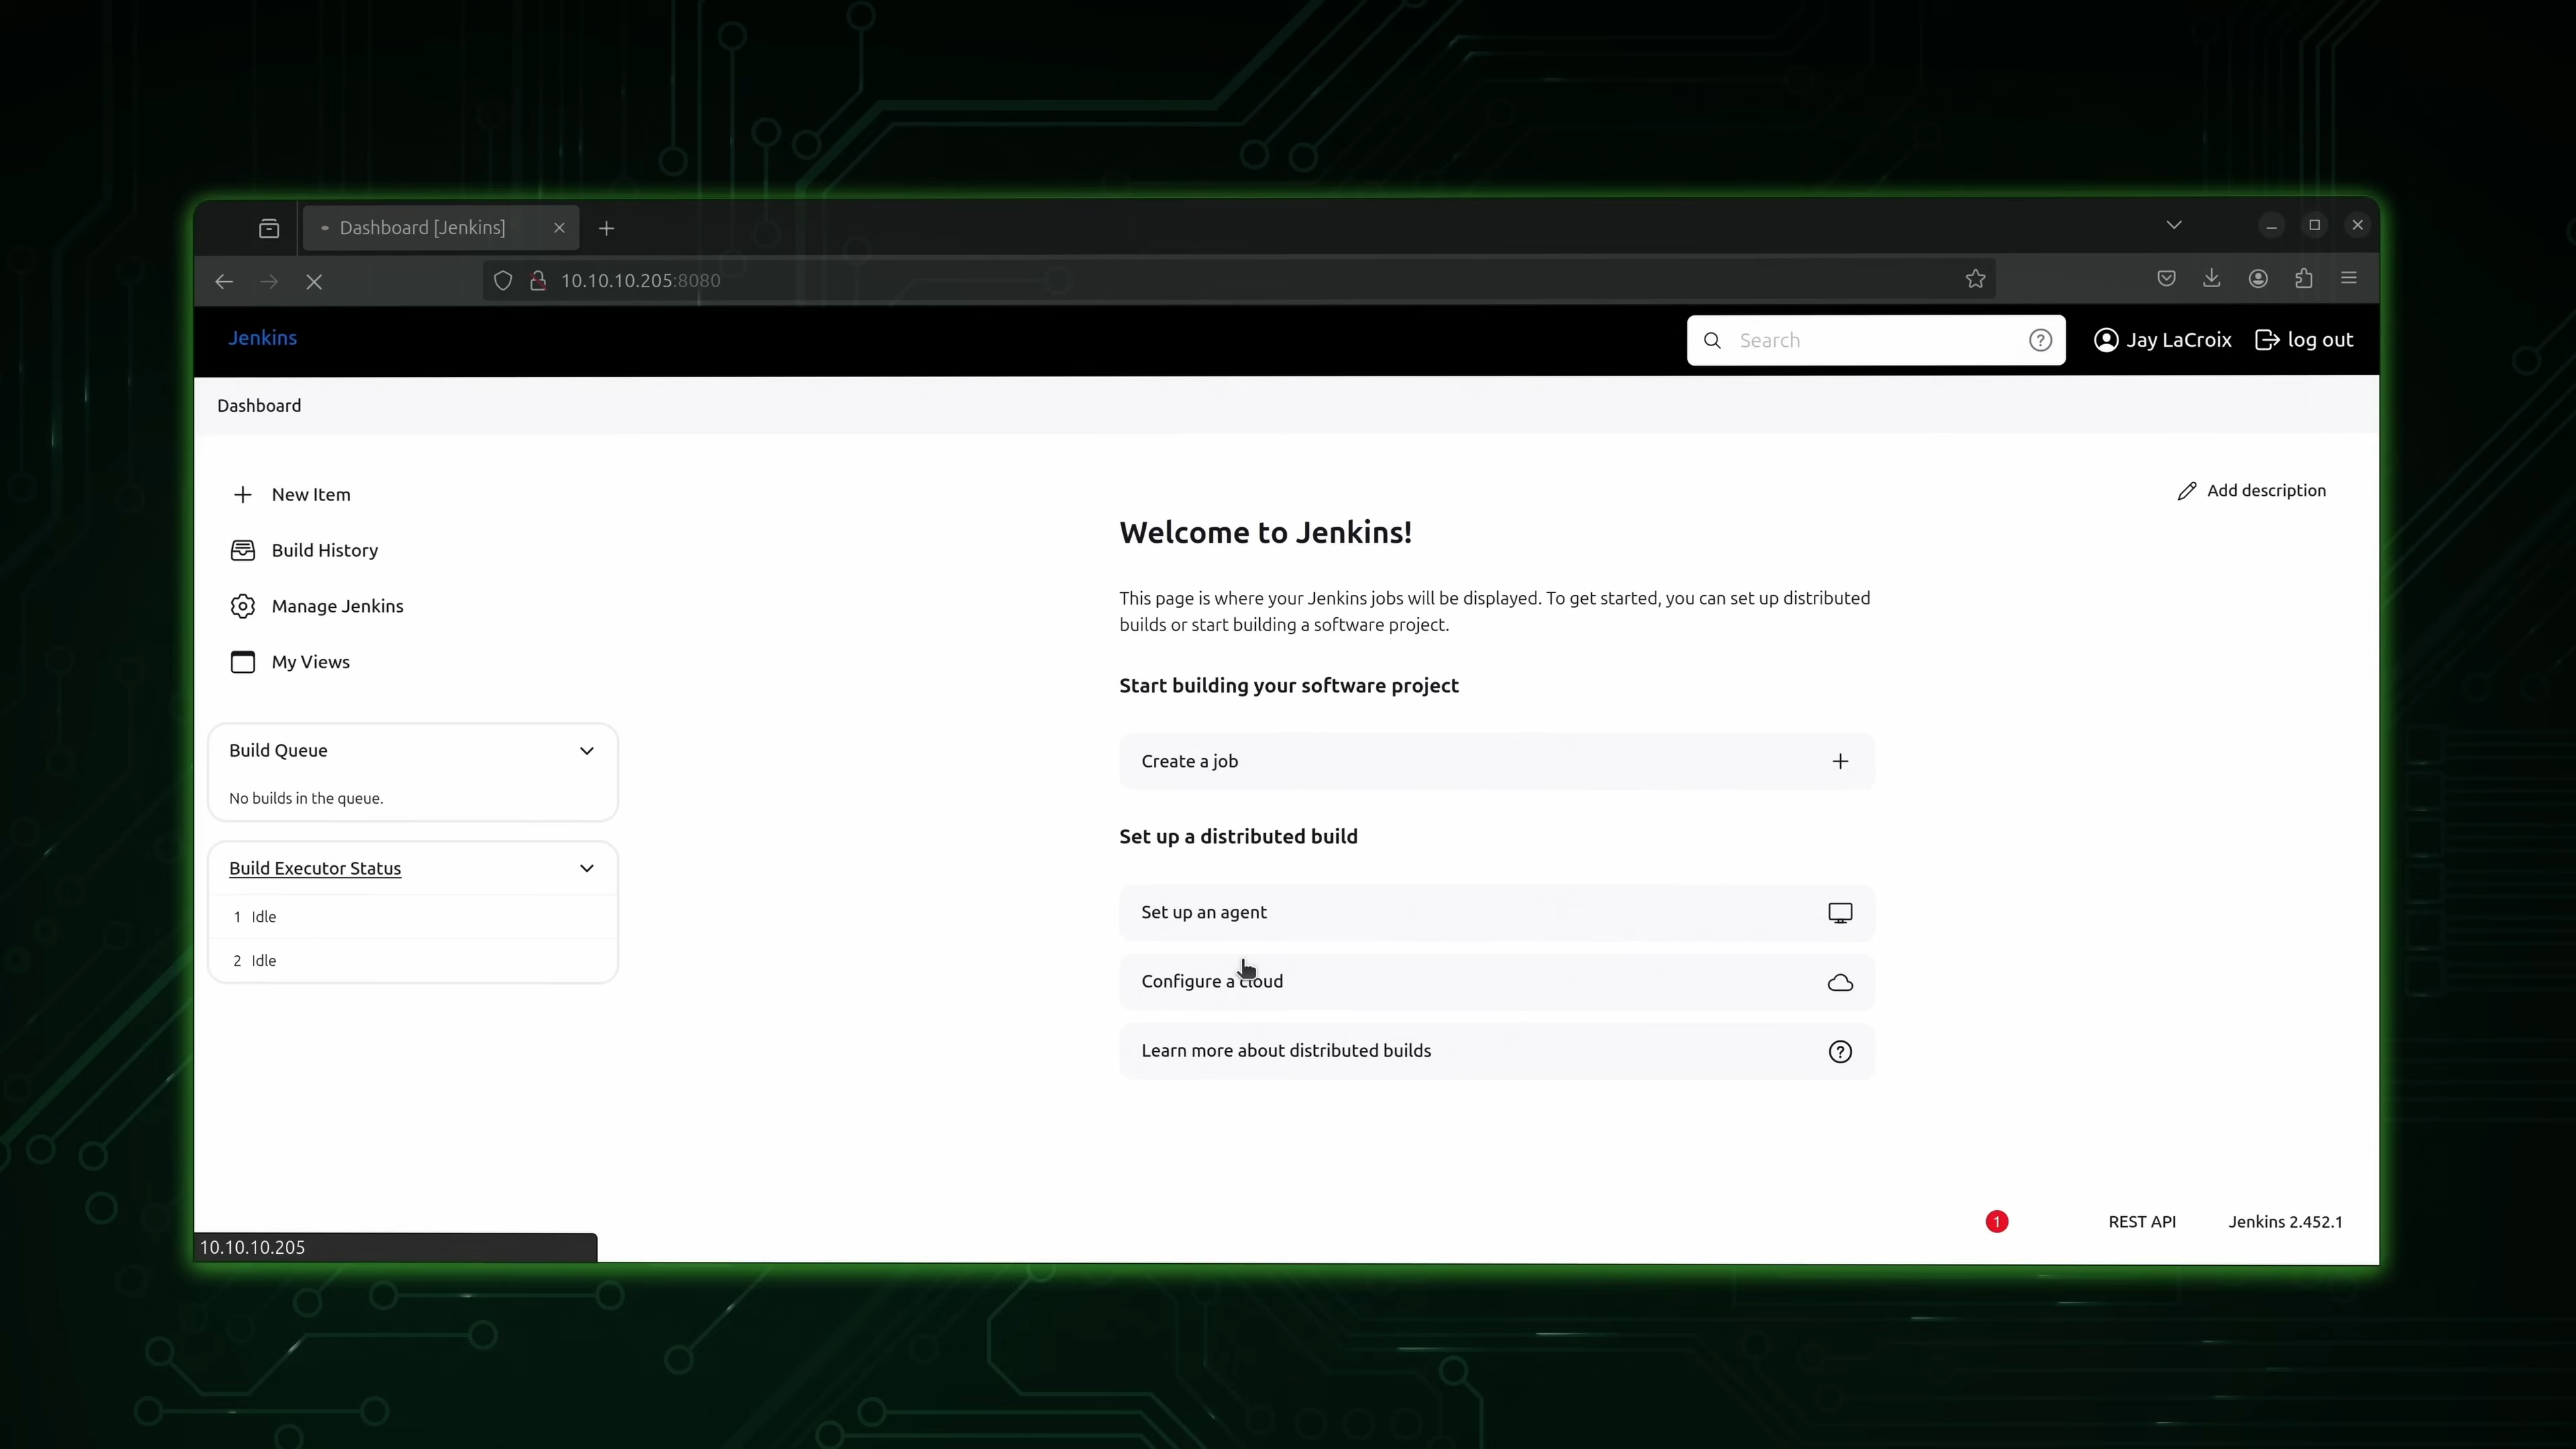 Dashboard [Jenkins]
10.10.10.205:8080
Jenkins
Search
Jay LaCroix
log out
Dashboard
New Item
Build History
Manage Jenkins
My Views
Build Queue
No builds in the queue.
Build Executor Status
1 Idle
2 Idle
Add description
Welcome to Jenkins!
This page is where your Jenkins jobs will be displayed. To get started, you can set up distributed
builds or start building a software project.
Start building your software project
Create a job
Set up a distributed build
Set up an agent
Configure a cloud
Learn more about distributed builds
1
REST API
Jenkins 2.452.1
10.10.10.205